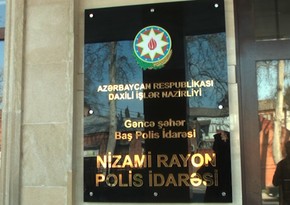 AZƏRBAYCAN RESPUBLİKASI
DAXİLİ İŞLƏR NAZİRLİYİ
Gəncə şəhər
Baş Polis İdarəsi
NİZAMİ RAYON
POLİS İDARƏSİ